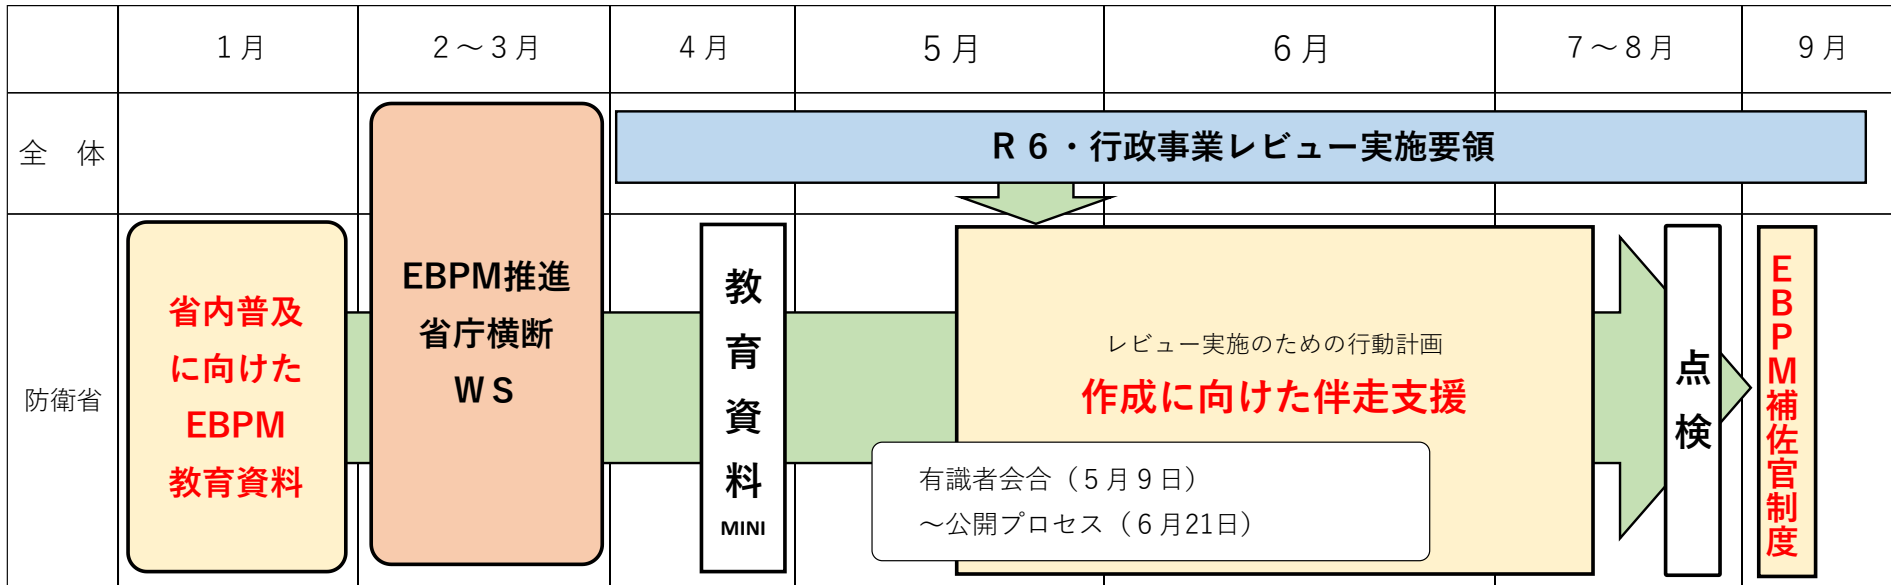 1月
2～3月
4月
5月
6月
7～8月
9月
全　体
R6・行政事業レビュー実施要領
防衛省
省内普及
に向けた
EBPM
教育資料
EBPM推進
省庁横断
WS
教育資料
MINI
レビュー実施のための行動計画
作成に向けた伴走支援
有識者会合（5月9日）
～公開プロセス（6月21日）
点検
EBPM補佐官制度